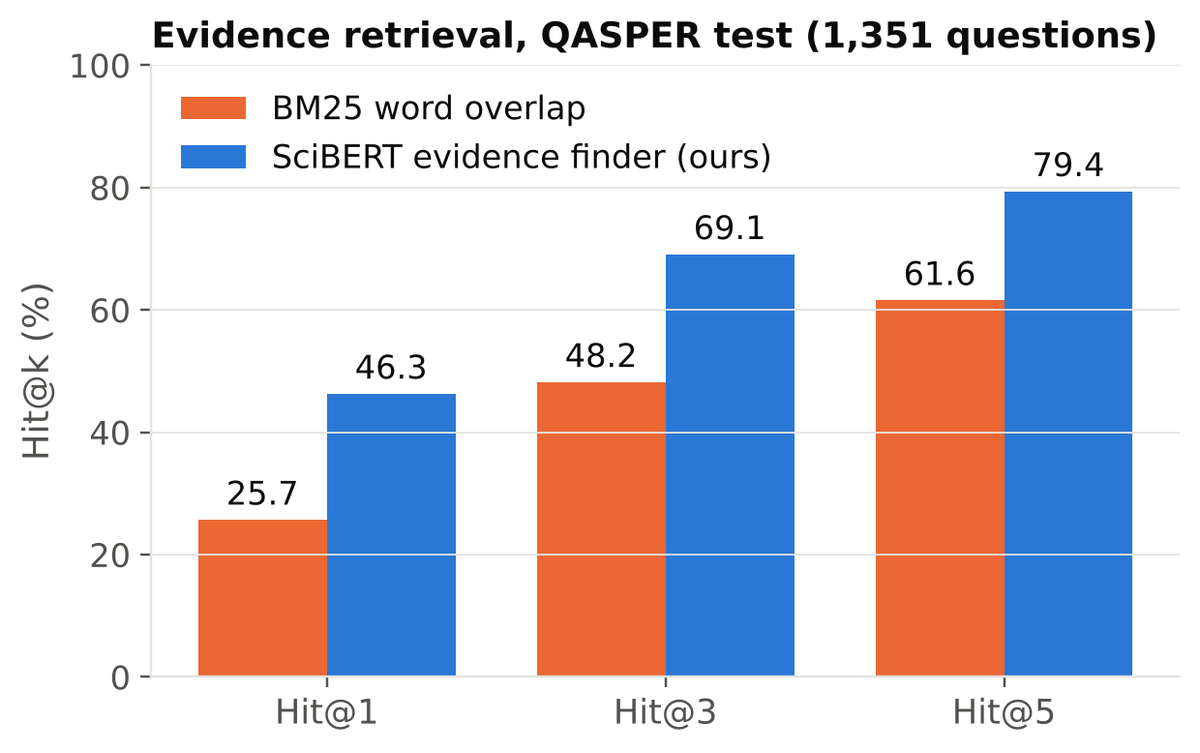 Evidence retrieval, QASPER test (1,351 questions)
100
BM25 word overlap
SciBERT evidence finder (ours)
79.4
80
69.1
61.6
60
48.2
46.3
40
25.7
20
0
Hit@k (%)
Hit@1
Hit@3
Hit@5